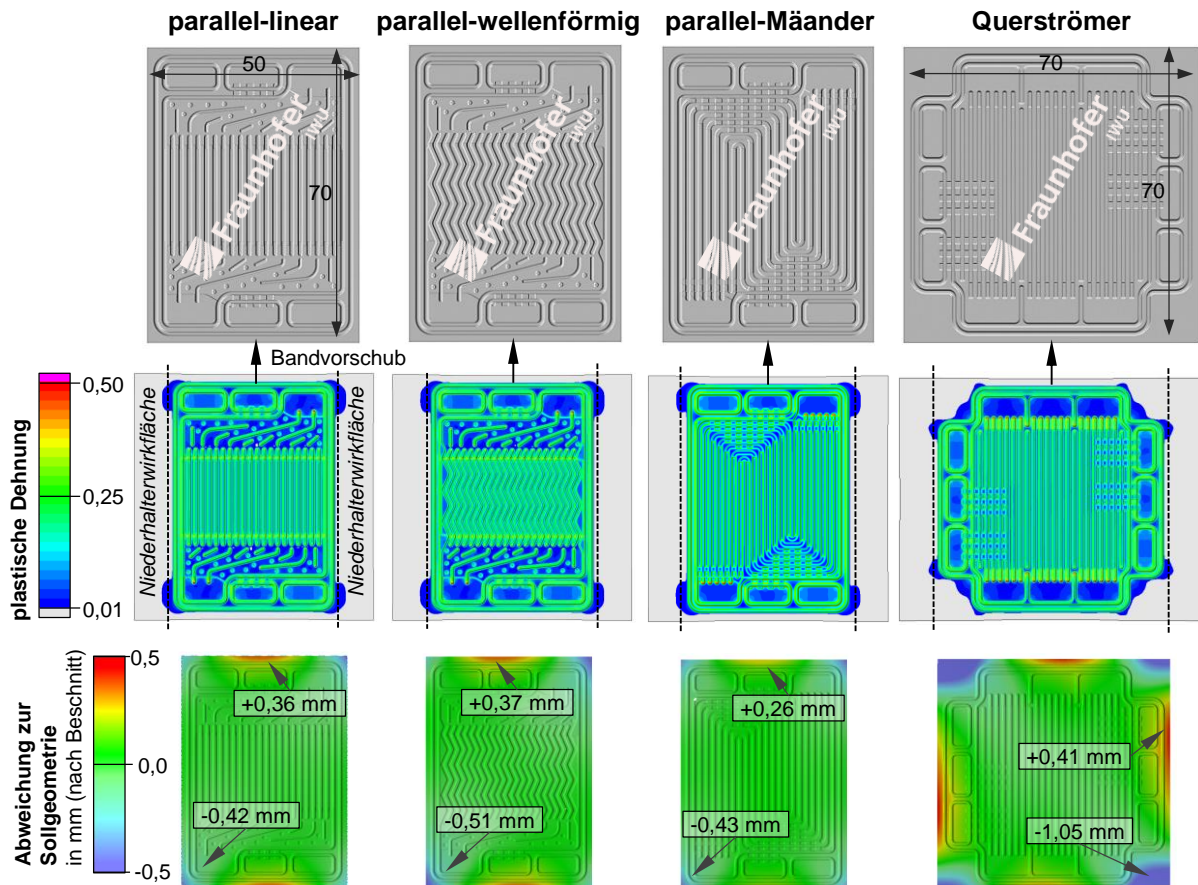 parallel-linear
parallel-wellenförmig
parallel-Mäander
Querströmer
50
70
Fraunhofer
IWU
Fraunhofer
IWU
Fraunhofer
IWU
70
70
Fraunhofer
IWU
Bandvorschub
plastische Dehnung
0,50
0,25
0,01
Niederhalterwirkfläche
Niederhalterwirkfläche
Abweichung zur
Sollgeometrie
in mm (nach Beschnitt)
0,5
0,0
-0,5
+0,36 mm
-0,42 mm
+0,37 mm
-0,51 mm
+0,26 mm
-0,43 mm
+0,41 mm
-1,05 mm